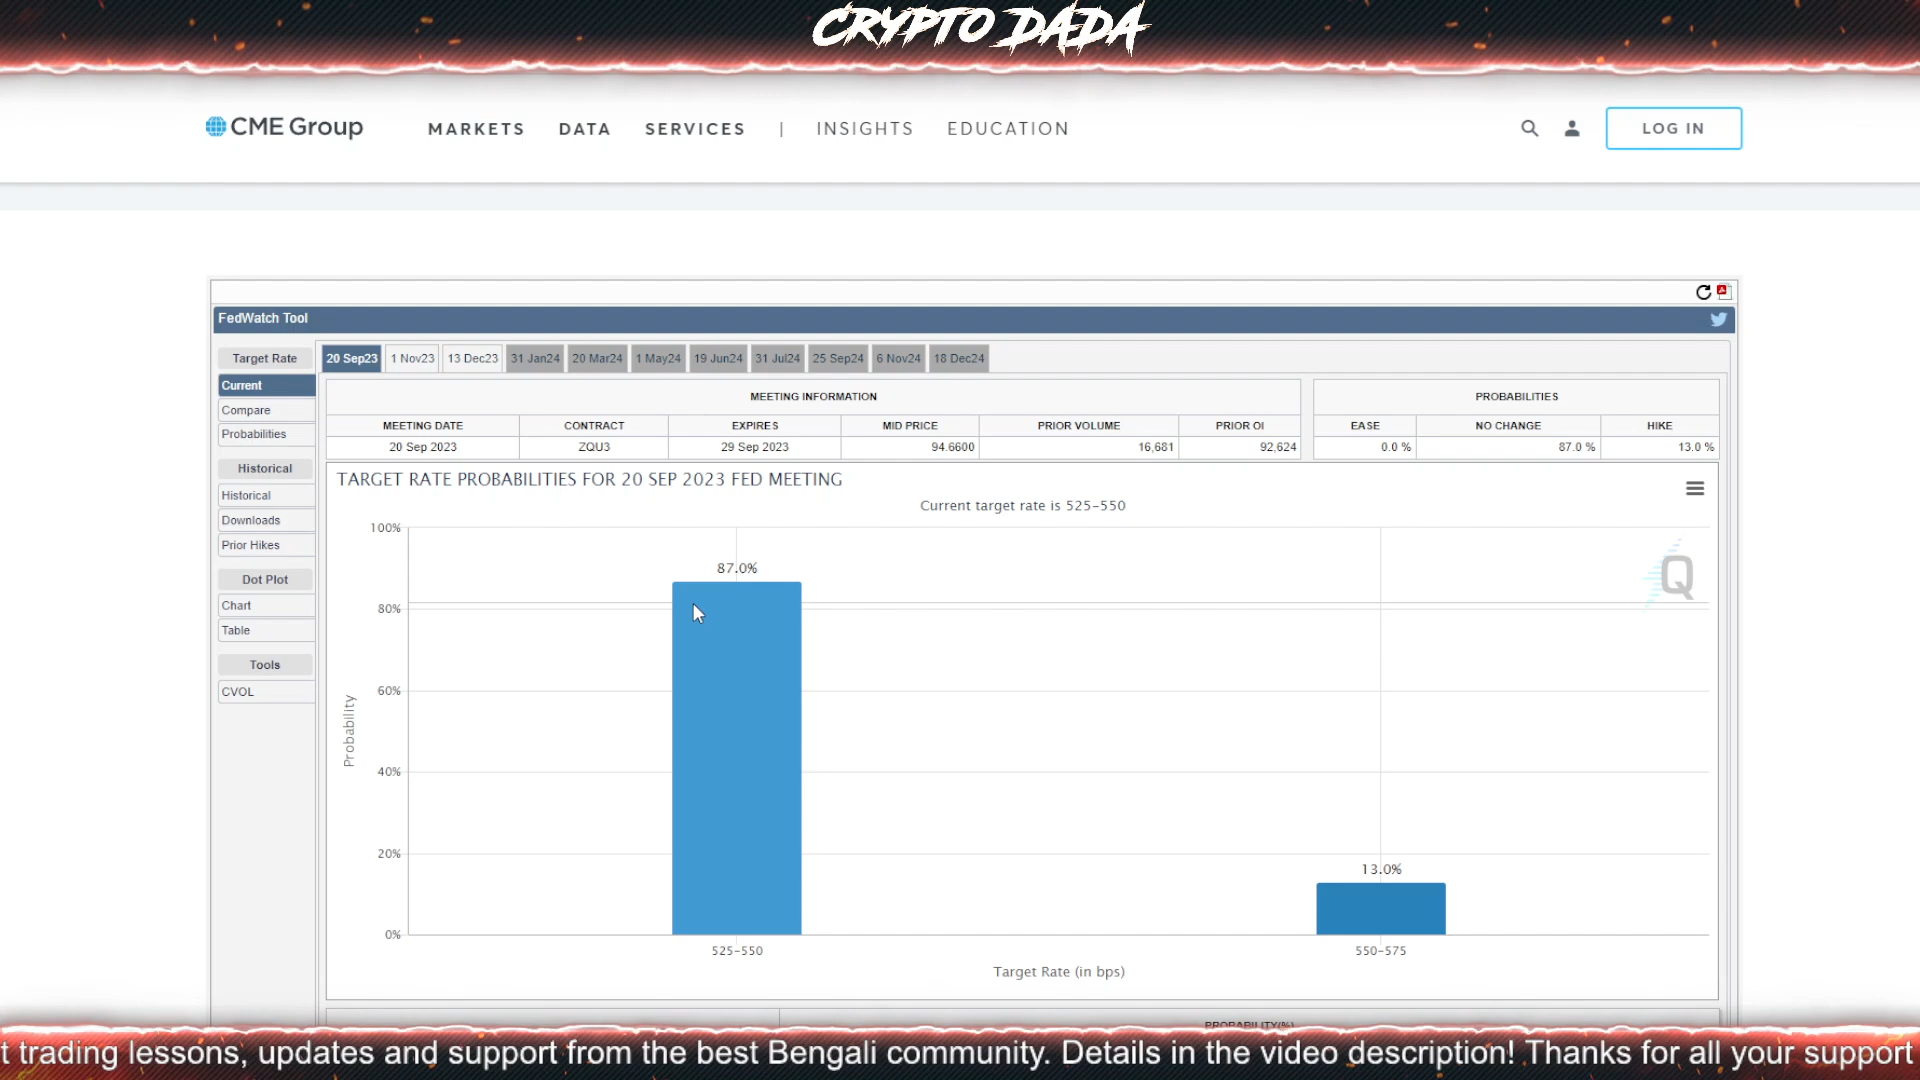 CRYPTO DADA
CME Group MARKETS DATA SERVICES | INSIGHTS EDUCATION LOG IN
FedWatch Tool
Target Rate
Current
Compare
Probabilities
Historical
Historical
Downloads
Prior Hikes
Dot Plot
Chart
Table
Tools
CVOL
20 Sep23 1 Nov23 13 Dec23 31 Jan24 20 Mar24 1 May24 19 Jun24 31 Jul24 25 Sep24 6 Nov24 18 Dec24
MEETING INFORMATION
MEETING DATE CONTRACT EXPIRES MID PRICE PRIOR VOLUME PRIOR OI
20 Sep 2023 ZQU3 29 Sep 2023 94.6600 16,681 92,624
PROBABILITIES
EASE NO CHANGE HIKE
0.0 % 87.0 % 13.0 %
TARGET RATE PROBABILITIES FOR 20 SEP 2023 FED MEETING
Current target rate is 525-550
Q
Probability
100%
80%
60%
40%
20%
0%
87.0%
13.0%
525-550 550-575
Target Rate (in bps)
PROBABILITY(%)
t trading lessons, updates and support from the best Bengali community. Details in the video description! Thanks for all your support